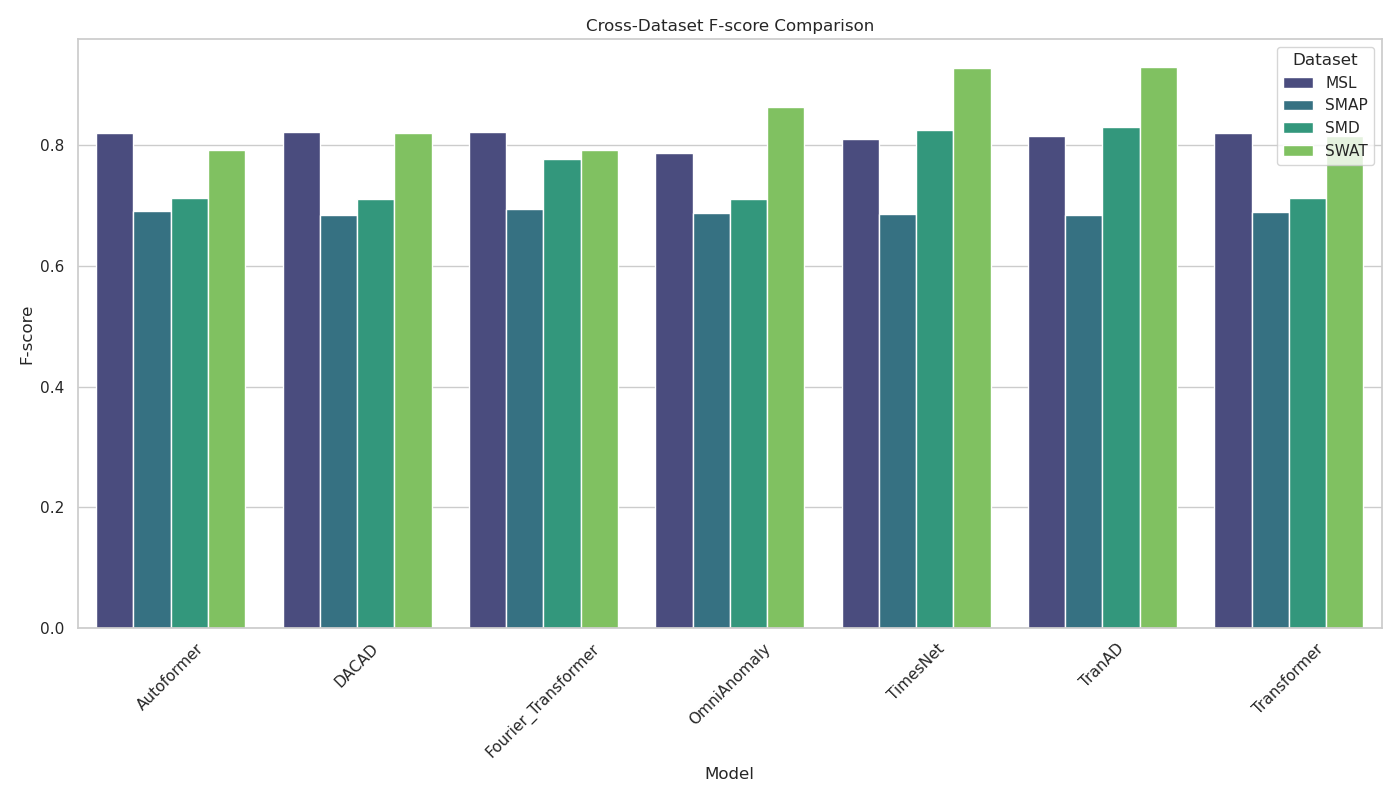 Cross-Dataset F-score Comparison
Dataset
MSL
SMAP
SMD
SWAT
F-score
0.8
0.6
0.4
0.2
0.0
Autoformer
DACAD
Fourier_Transformer
OmniAnomaly
TimesNet
TranAD
Transformer
Model